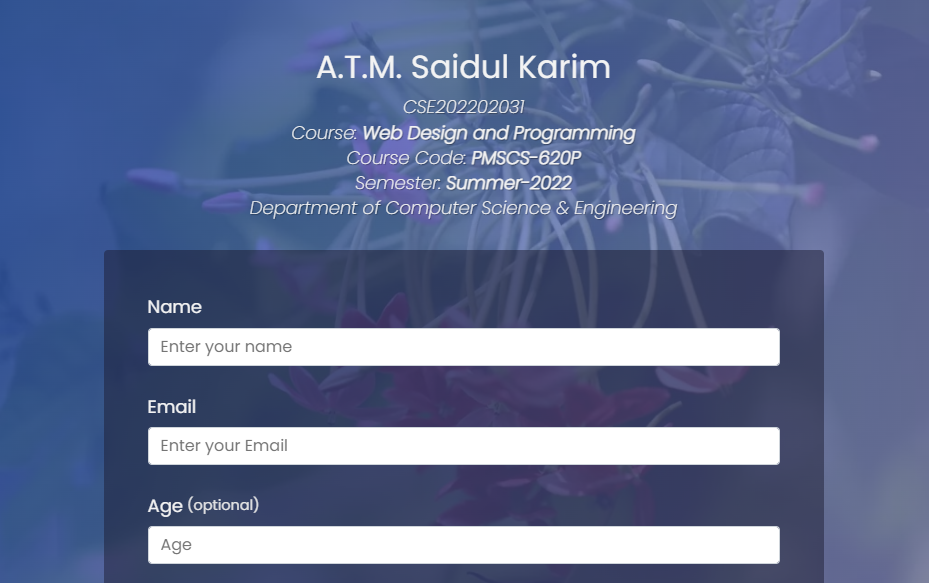 A.T.M. Saidul Karim
CSE202202031
Course: Web Design and Programming
Course Code: PMSCS-620P
Semester: Summer-2022
Department of Computer Science & Engineering
Name
Enter your name
Email
Enter your Email
Age (optional)
Age